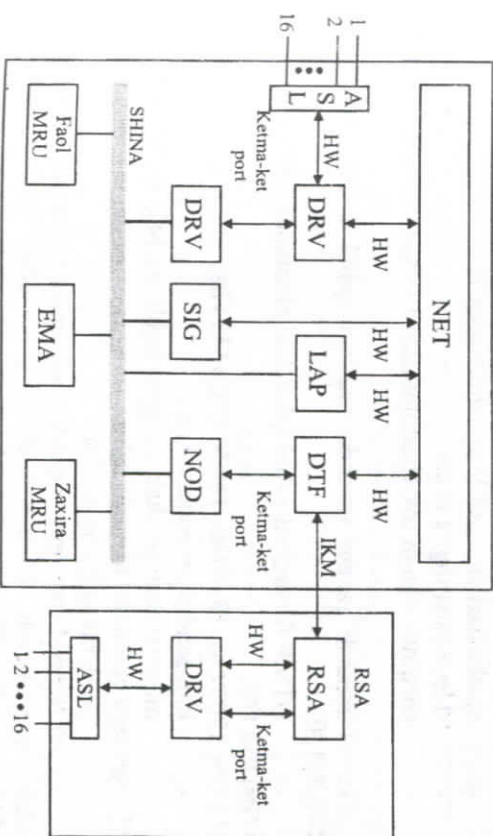 NET
HW
HW
HW
HW
RSA
1
2
•••
16
A
S
L
HW
DRV
LAP
DTF
IKM
RSA
Ketma-ket
port
Ketma-ket
port
HW
Ketma-ket
port
DRV
SIG
NOD
DRV
SHINA
HW
ASL
Faol
MRU
EMA
Zaxira
MRU
1 2 ••• 16